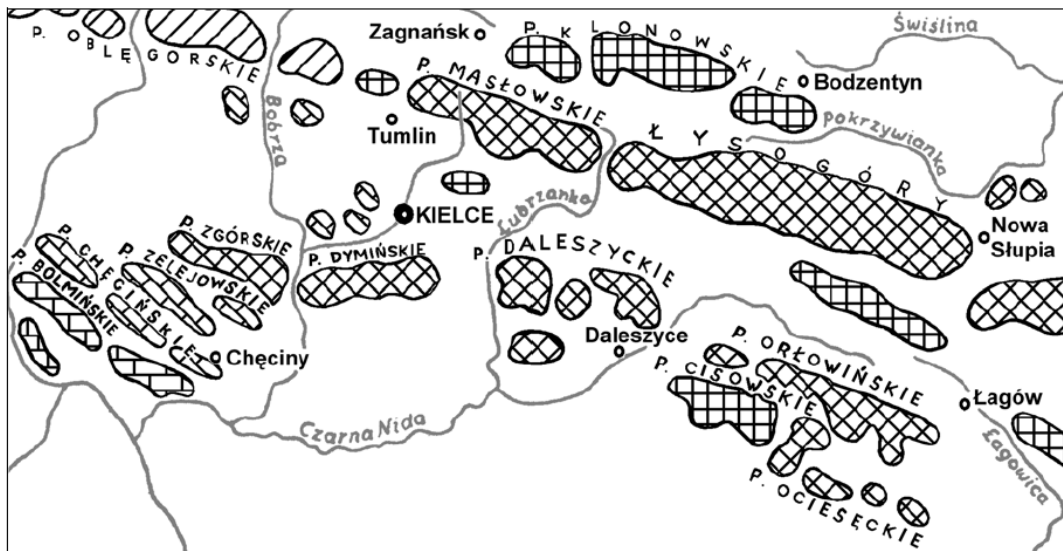 P. OBLĘGORSKIE
Zagnańsk
P. KLONOWSKIE
Świślina
Bodzentyn
P. MASŁOWSKIE
Bobrza
Tumlin
Pokrzywianka
ŁYSOGÓRY
KIELCE
Lubrzanka
Nowa
Słupia
P. ZGÓRSKIE
P. DYMIŃSKIE
P. DALESZYCKIE
P. CHĘCIŃSKIE
P. ZELEJOWSKIE
P. BOLMIŃSKIE
Chęciny
Daleszyce
P. ORŁOWIŃSKIE
P. CISOWSKIE
Łagów
Czarna Nida
Łagowica
P. OCIESĘCKIE